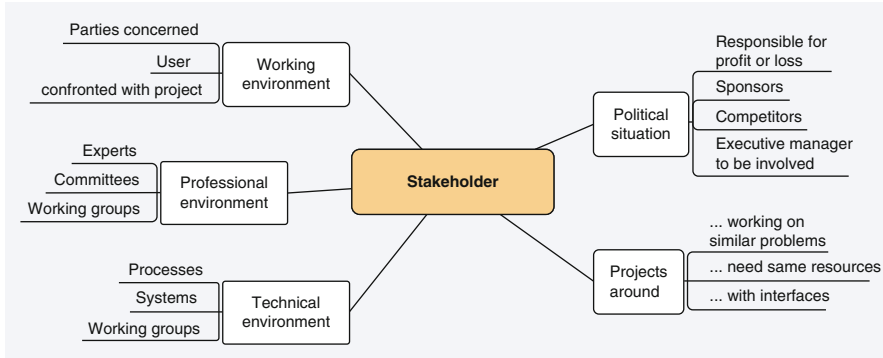 Parties concerned
User
confronted with project
Working
environment
Experts
Committees
Working groups
Professional
environment
Processes
Systems
Working groups
Technical
environment
Stakeholder
Political
situation
Responsible for
profit or loss
Sponsors
Competitors
Executive manager
to be involved
Projects
around
... working on
similar problems
... need same resources
... with interfaces